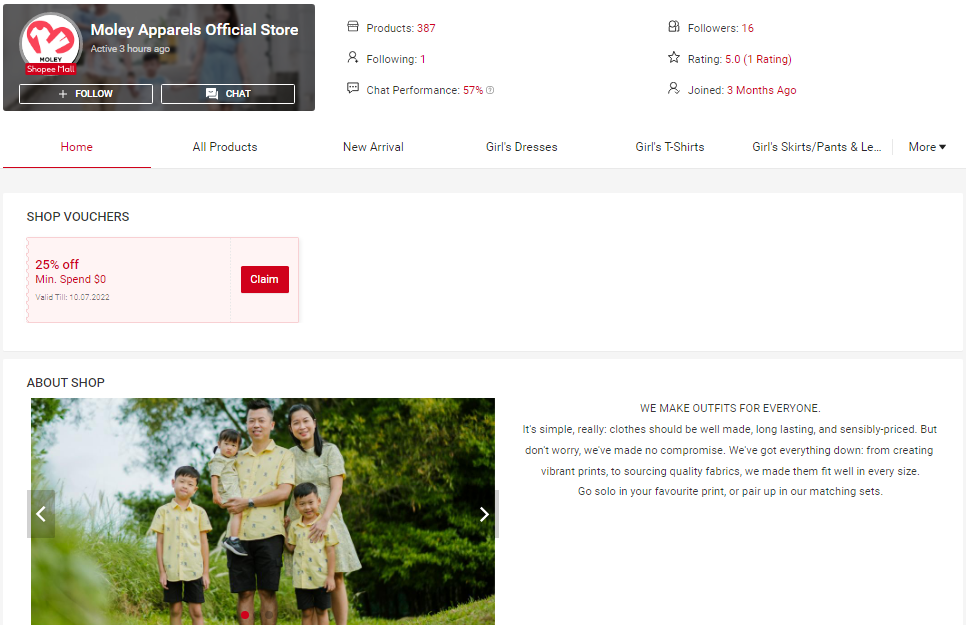 MOLEY
Shopee Mall
Moley Apparels Official Store
Active 3 hours ago
+ FOLLOW
CHAT
Products: 387
Following: 1
Chat Performance: 57%
Followers: 16
Rating: 5.0 (1 Rating)
Joined: 3 Months Ago
Home
All Products
New Arrival
Girl's Dresses
Girl's T-Shirts
Girl's Skirts/Pants & Le...
More
SHOP VOUCHERS
25% off
Min. Spend $0
Valid Till: 10.07.2022
Claim
ABOUT SHOP
WE MAKE OUTFITS FOR EVERYONE.
It's simple, really: clothes should be well made, long lasting, and sensibly-priced. But
don't worry, we've made no compromise. We've got everything down: from creating
vibrant prints, to sourcing quality fabrics, we made them fit well in every size.
Go solo in your favourite print, or pair up in our matching sets.